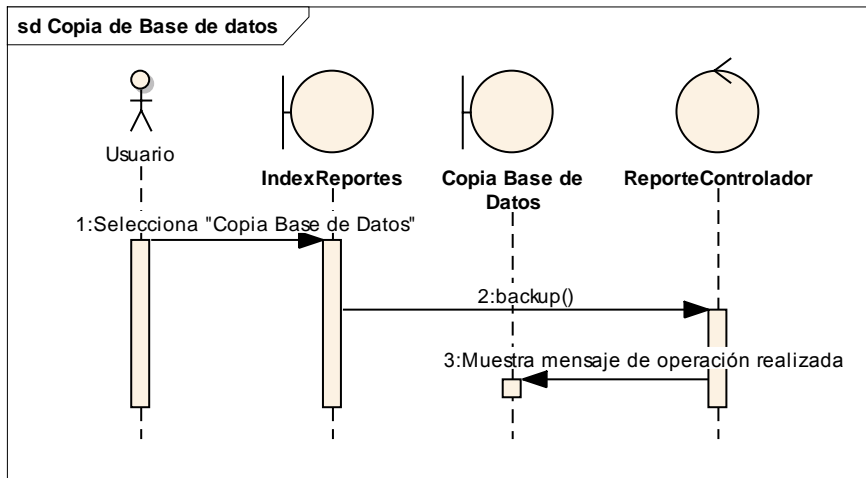 sd Copia de Base de datos
Usuario
IndexReportes
Copia Base de
Datos
ReporteControlador
1:Selecciona "Copia Base de Datos"
2:backup()
3:Muestra mensaje de operación realizada